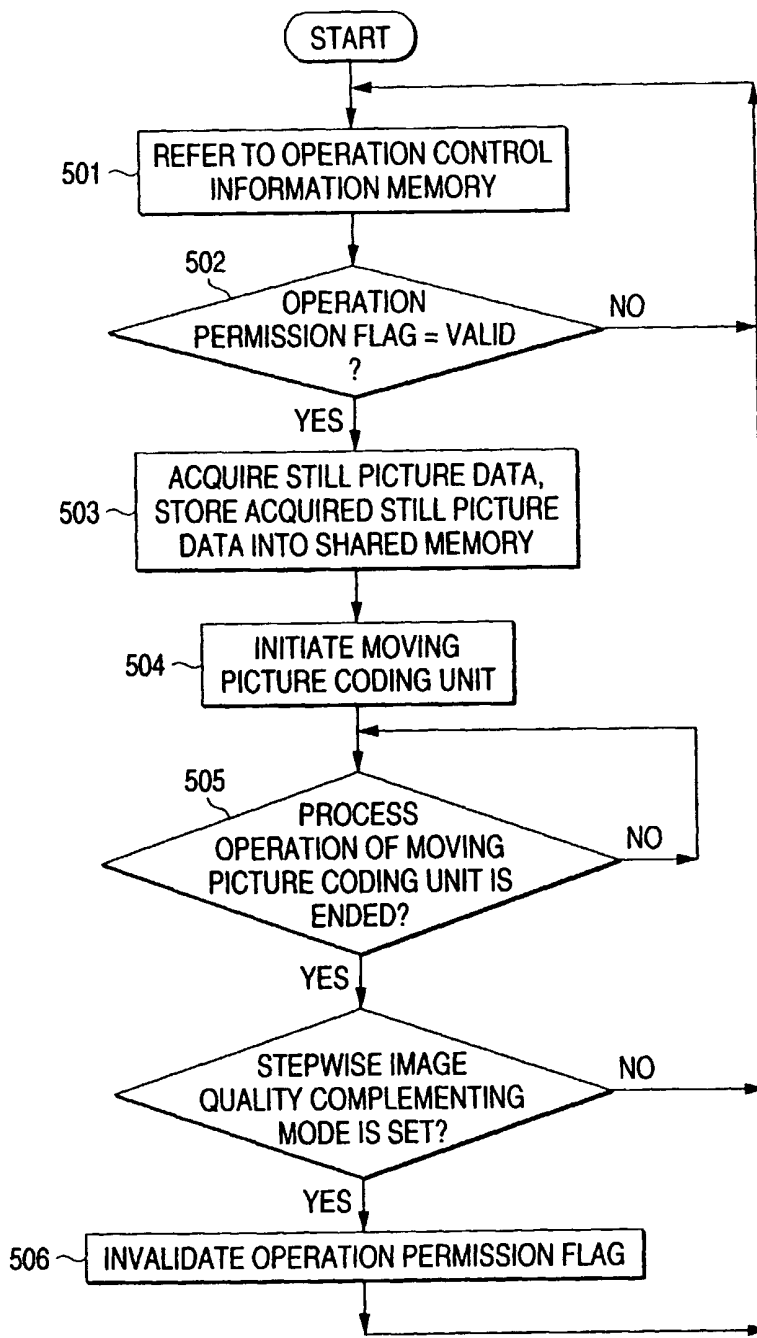 START
501
REFER TO OPERATION CONTROL
INFORMATION MEMORY
502
OPERATION
PERMISSION FLAG = VALID
?
NO
YES
503
ACQUIRE STILL PICTURE DATA,
STORE ACQUIRED STILL PICTURE
DATA INTO SHARED MEMORY
504
INITIATE MOVING
PICTURE CODING UNIT
505
PROCESS
OPERATION OF MOVING
PICTURE CODING UNIT IS
ENDED?
NO
YES
STEPWISE IMAGE
QUALITY COMPLEMENTING
MODE IS SET?
NO
YES
506
INVALIDATE OPERATION PERMISSION FLAG